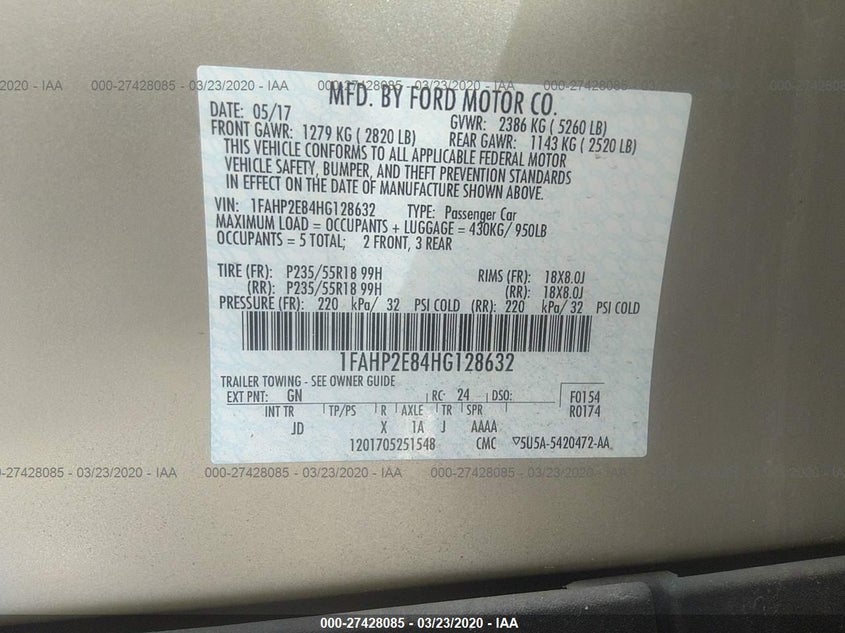 0/23/2020 - IAA 000-27428085 - 03/23/2020 - IAA 000-27428085 - 03/23/2020 - IAA 000-27428085
MFD. BY FORD MOTOR CO.
DATE: 05/17 GVWR: 2386 KG ( 5260 LB)
FRONT GAWR: 1279 KG ( 2820 LB) REAR GAWR: 1143 KG ( 2520 LB)
THIS VEHICLE CONFORMS TO ALL APPLICABLE FEDERAL MOTOR
VEHICLE SAFETY, BUMPER, AND THEFT PREVENTION STANDARDS
IN EFFECT ON THE DATE OF MANUFACTURE SHOWN ABOVE.
VIN: 1FAHP2E84HG128632 TYPE: Passenger Car
MAXIMUM LOAD = OCCUPANTS + LUGGAGE = 430KG/ 950LB
OCCUPANTS = 5 TOTAL; 2 FRONT, 3 REAR
TIRE (FR): P235/55R18 99H RIMS (FR): 18X8.0J
(RR): P235/55R18 99H (RR): 18X8.0J
PRESSURE (FR): 220 kPa/ 32 PSI COLD (RR): 220 kPa/ 32 PSI COLD
1FAHP2E84HG128632
TRAILER TOWING - SEE OWNER GUIDE
EXT PNT: GN RC: 24 DSO: F0154
INT TR TP/PS R AXLE TR SPR R0174
JD X 1A J AAAA
1201705251548 CMC ▽5U5A-5420472-AA
000-27428085 - 03/23/2020 - IAA 000-27428085 - 03/23/2020 - IAA 000-27428085 - 03/23/2020 - IAA
000-27428085 - 03/23/2020 - IAA